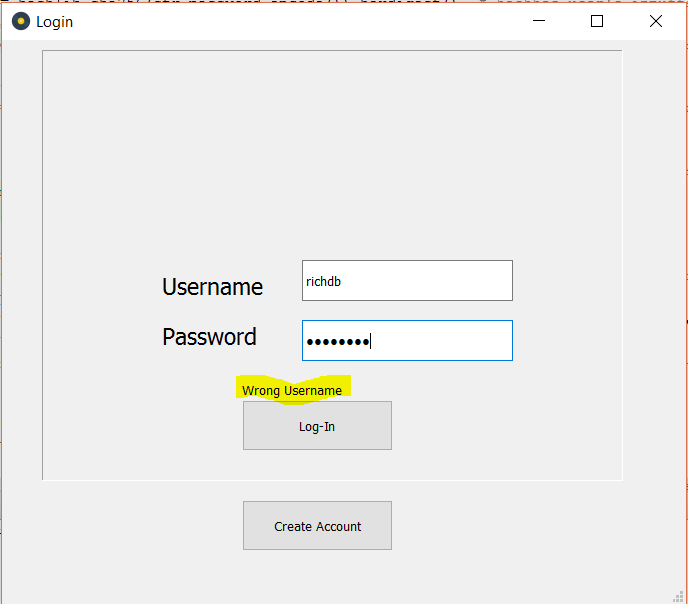 Login
Username
richdb
Password
••••••••
Wrong Username
Log-In
Create Account